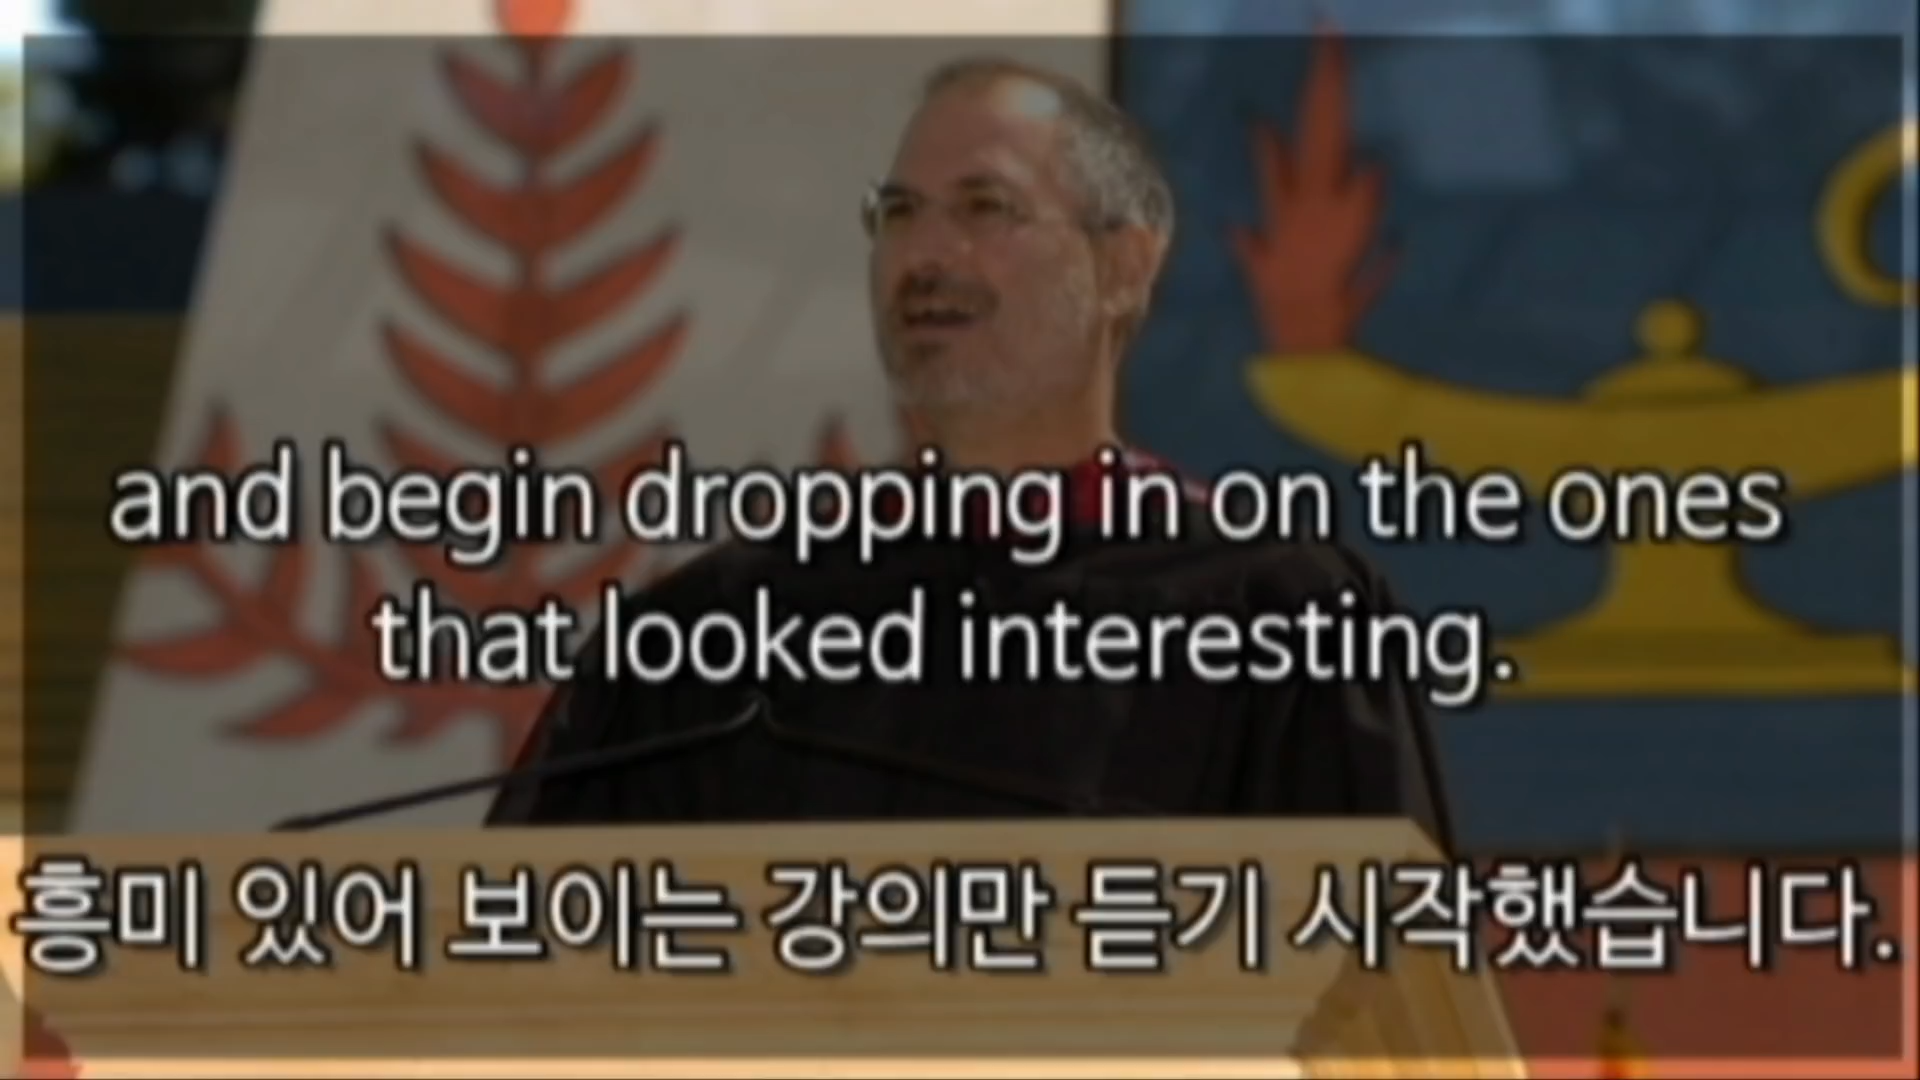 and begin dropping in on the ones
that looked interesting.
흥미 있어 보이는 강의만 듣기 시작했습니다.